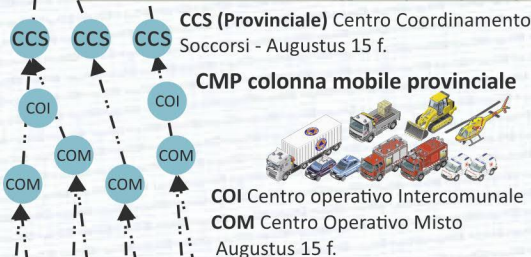 CCS CCS CCS
CCS (Provinciale) Centro Coordinamento
Soccorsi - Augustus 15 f.
CMP colonna mobile provinciale
COI COI
COM COM
COM COM
COI Centro operativo Intercomunale
COM Centro Operativo Misto
Augustus 15 f.